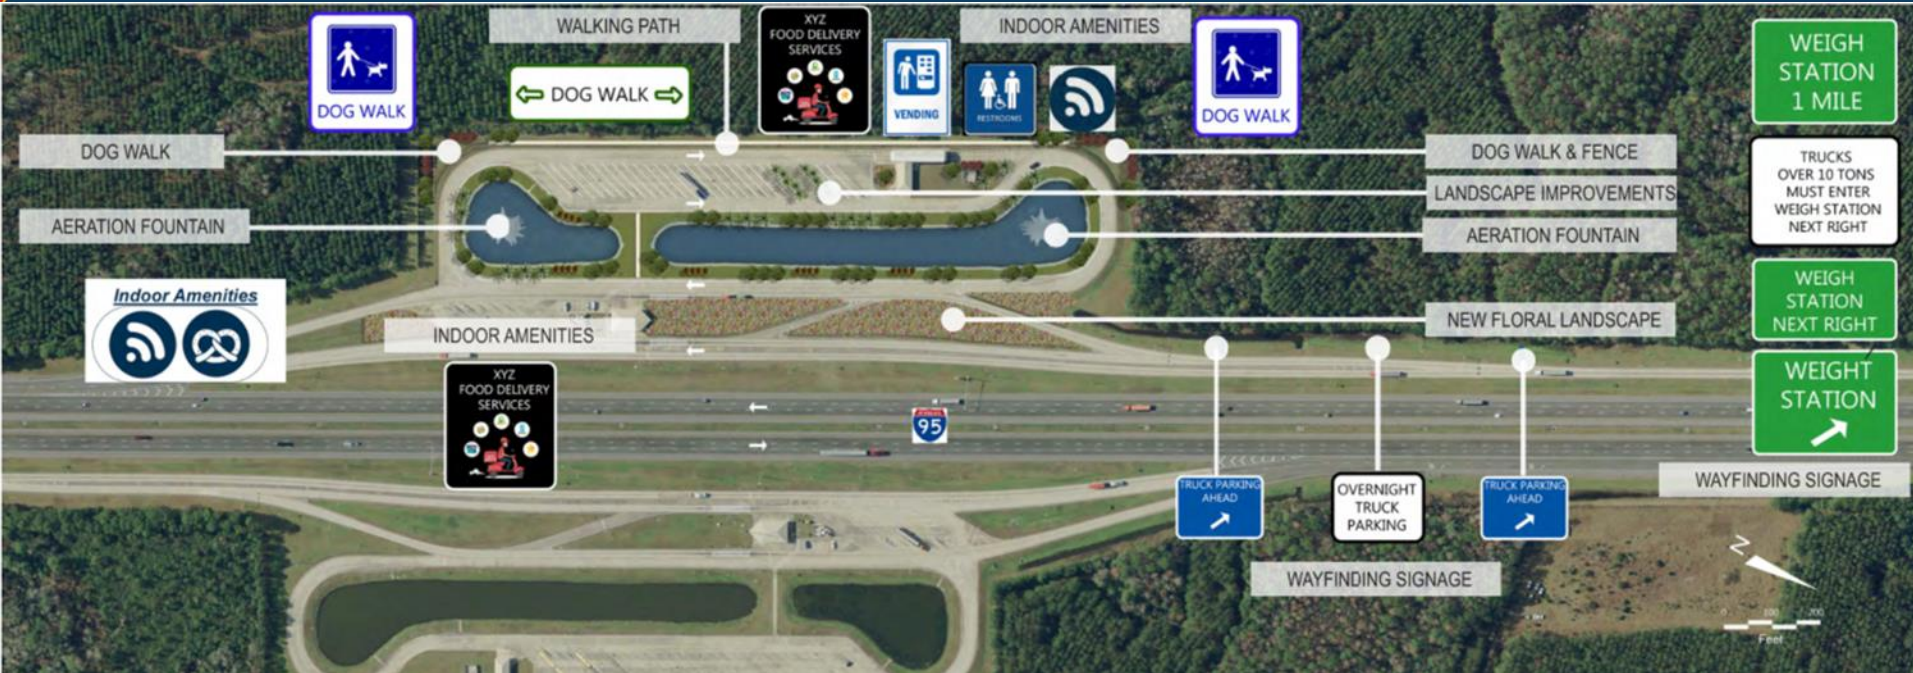 WALKING PATH
XYZ
FOOD DELIVERY
SERVICES
INDOOR AMENITIES
DOG WALK
DOG WALK
VENDING
RESTROOMS
DOG WALK
WEIGH
STATION
1 MILE
DOG WALK
DOG WALK & FENCE
TRUCKS
OVER 10 TONS
MUST ENTER
WEIGH STATION
NEXT RIGHT
LANDSCAPE IMPROVEMENTS
AERATION FOUNTAIN
AERATION FOUNTAIN
Indoor Amenities
INDOOR AMENITIES
NEW FLORAL LANDSCAPE
WEIGH
STATION
NEXT RIGHT
XYZ
FOOD DELIVERY
SERVICES
95
WEIGHT
STATION
WAYFINDING SIGNAGE
TRUCK PARKING
AHEAD
OVERNIGHT
TRUCK
PARKING
TRUCK PARKING
AHEAD
WAYFINDING SIGNAGE
N
0 100 200
Feet